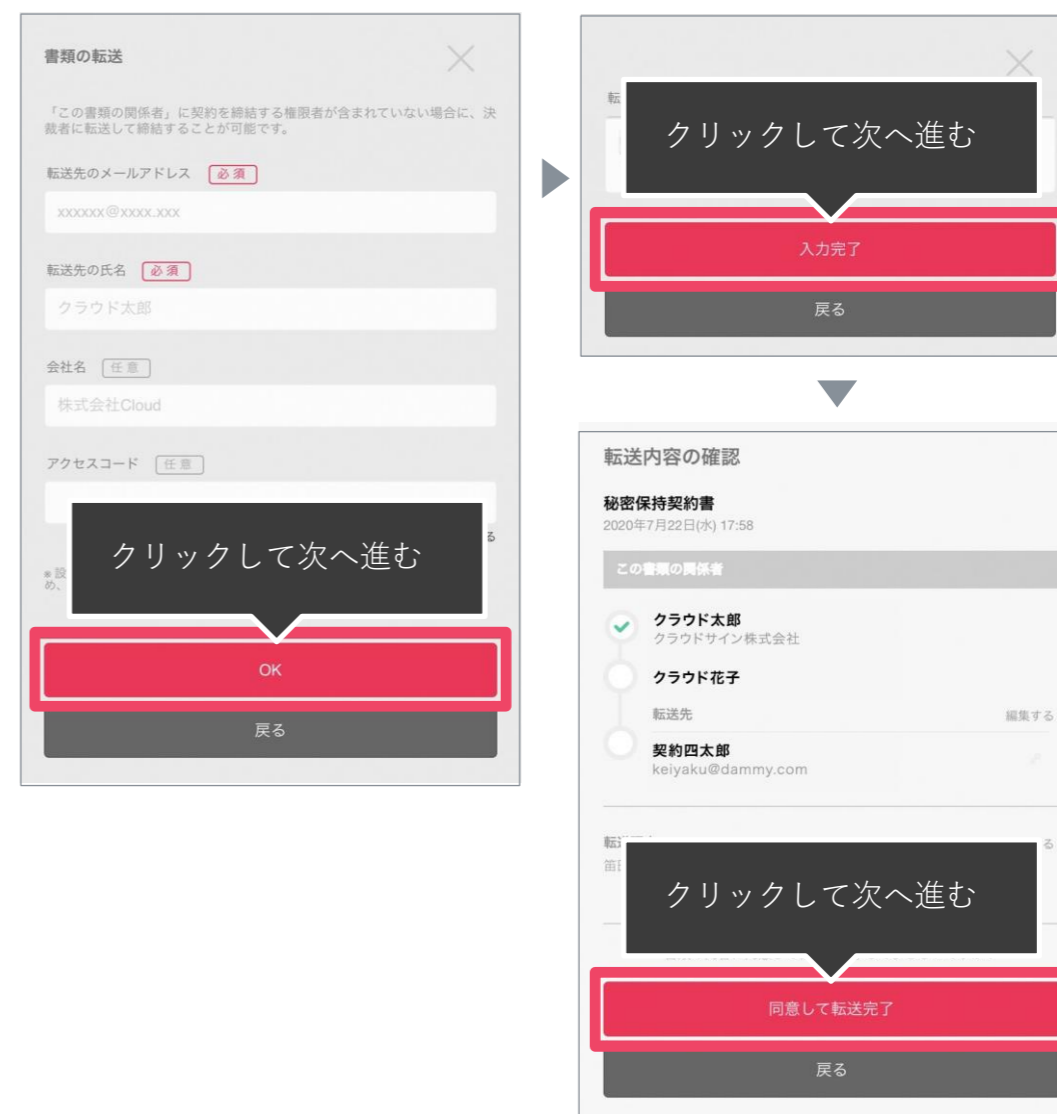 書類の転送
「この書類の関係者」に契約を締結する権限者が含まれていない場合に、決
裁者に転送して締結することが可能です。
転送先のメールアドレス 必須
xxxxxx@xxxx.xxx
転送先の氏名 必須
クラウド太郎
会社名 任意
株式会社Cloud
アクセスコード 任意
る
※設
め、
クリックして次へ進む
OK
戻る
転
クリックして次へ進む
入力完了
戻る
転送内容の確認
秘密保持契約書
2020年7月22日(水) 17:58
この書類の関係者
クラウド太郎
クラウドサイン株式会社
クラウド花子
転送先 編集する
契約四太郎
keiyaku@dammy.com
転送
る
クリックして次へ進む
同意して転送完了
戻る